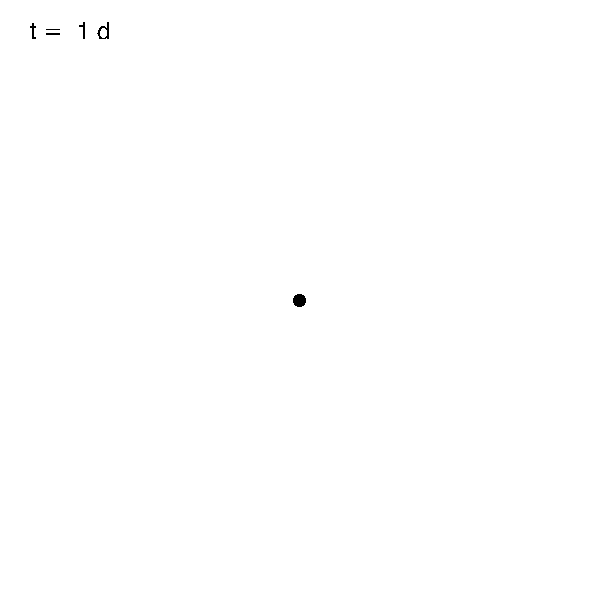 t =  1 d